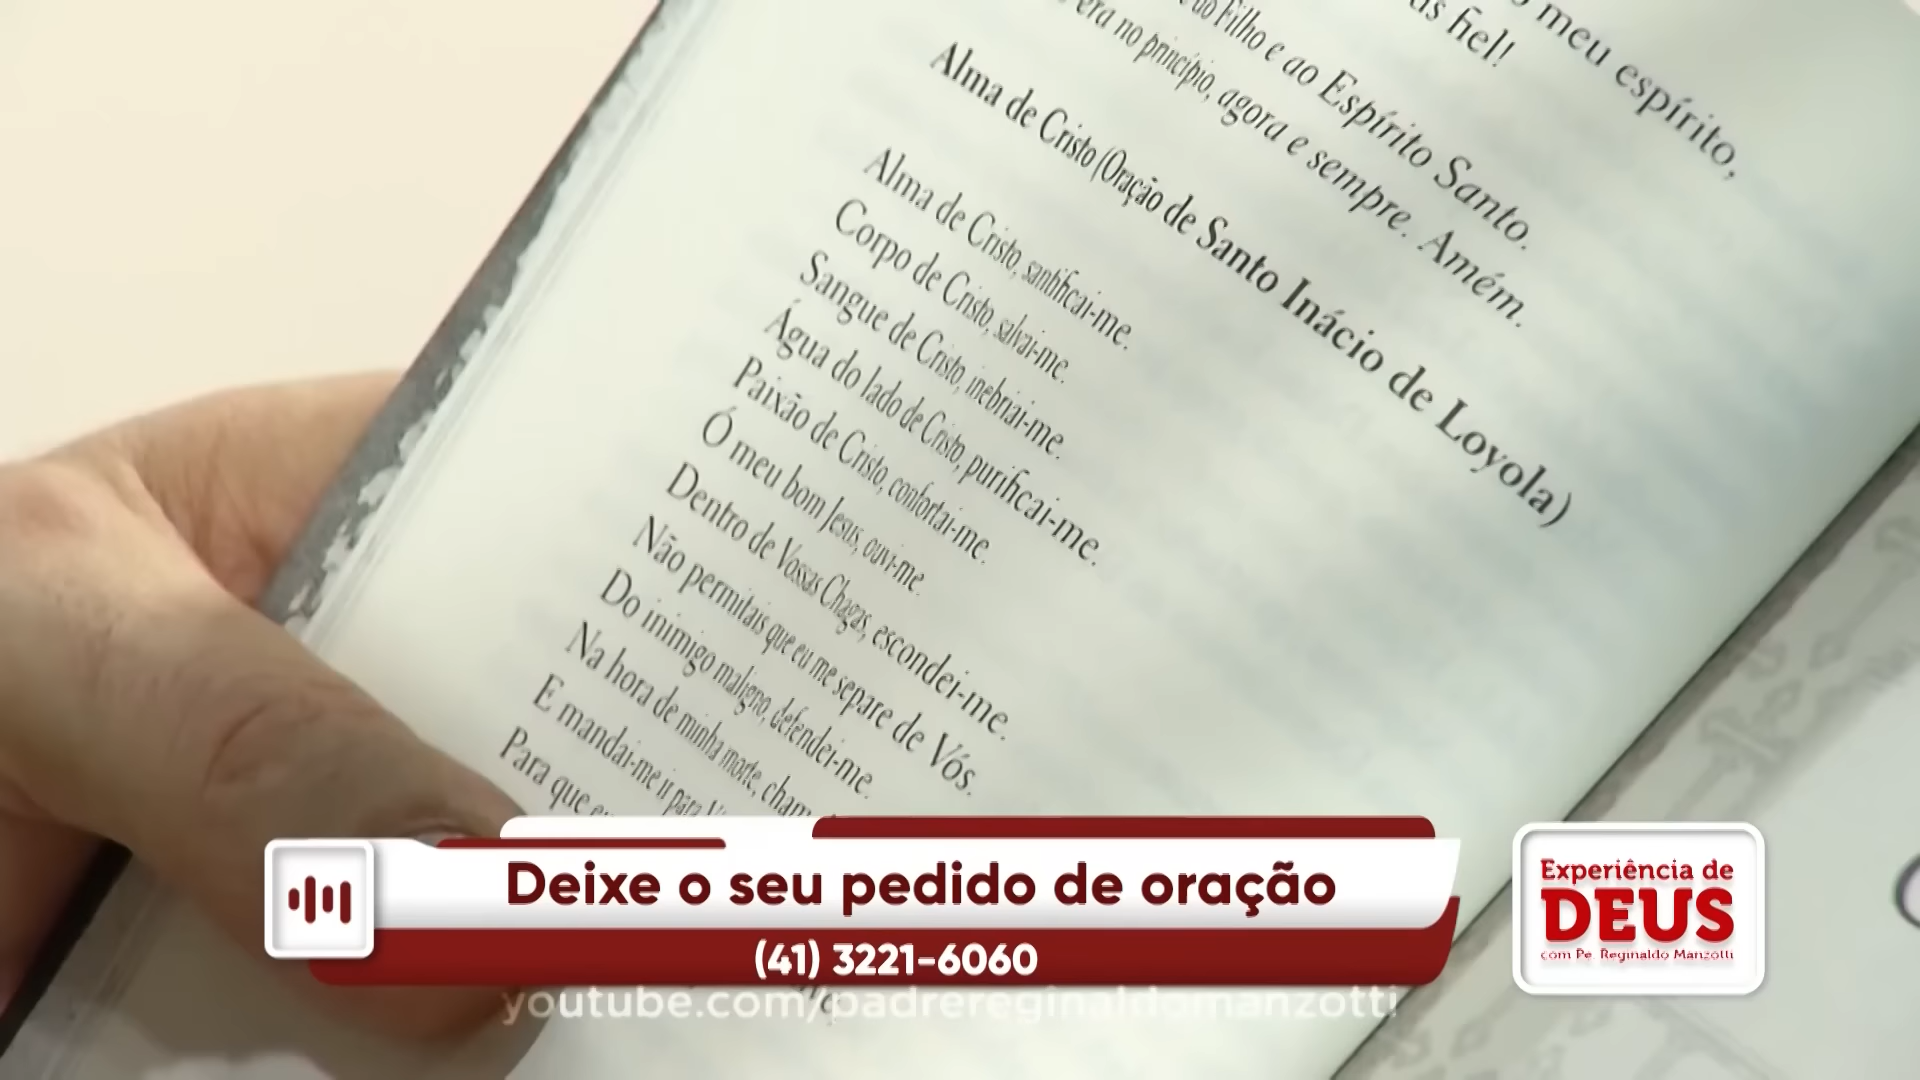 o meu espírito,
fiel!
do Filho e ao Espírito Santo.
era no princípio, agora e sempre. Amém.
Alma de Cristo (Oração de Santo Inácio de Loyola)
Alma de Cristo, santificai-me.
Corpo de Cristo, salvai-me.
Sangue de Cristo, inebriai-me.
Água do lado de Cristo, purificai-me.
Paixão de Cristo, confortai-me.
Ó meu bom Jesus, ouvi-me.
Dentro de Vossas Chagas, escondei-me.
Não permitais que eu me separe de Vós.
Do inimigo maligno, defendei-me.
Na hora de minha morte,
E mandai-me ir para
Para que
Deixe o seu pedido de oração
(41) 3221-6060
youtube.com/padrereginaldomanzotti
Experiência de
DEUS
com Pe Reginaldo Manzotti